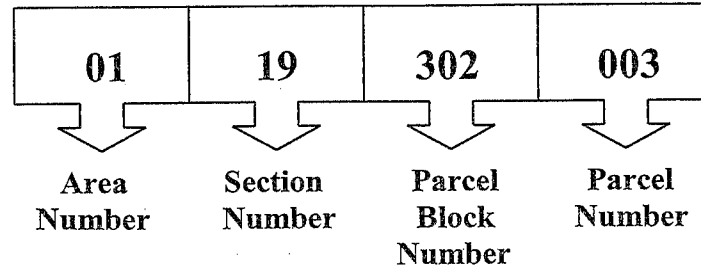 01 19 302 003
Area Section Parcel Parcel
Number Number Block Number
Number